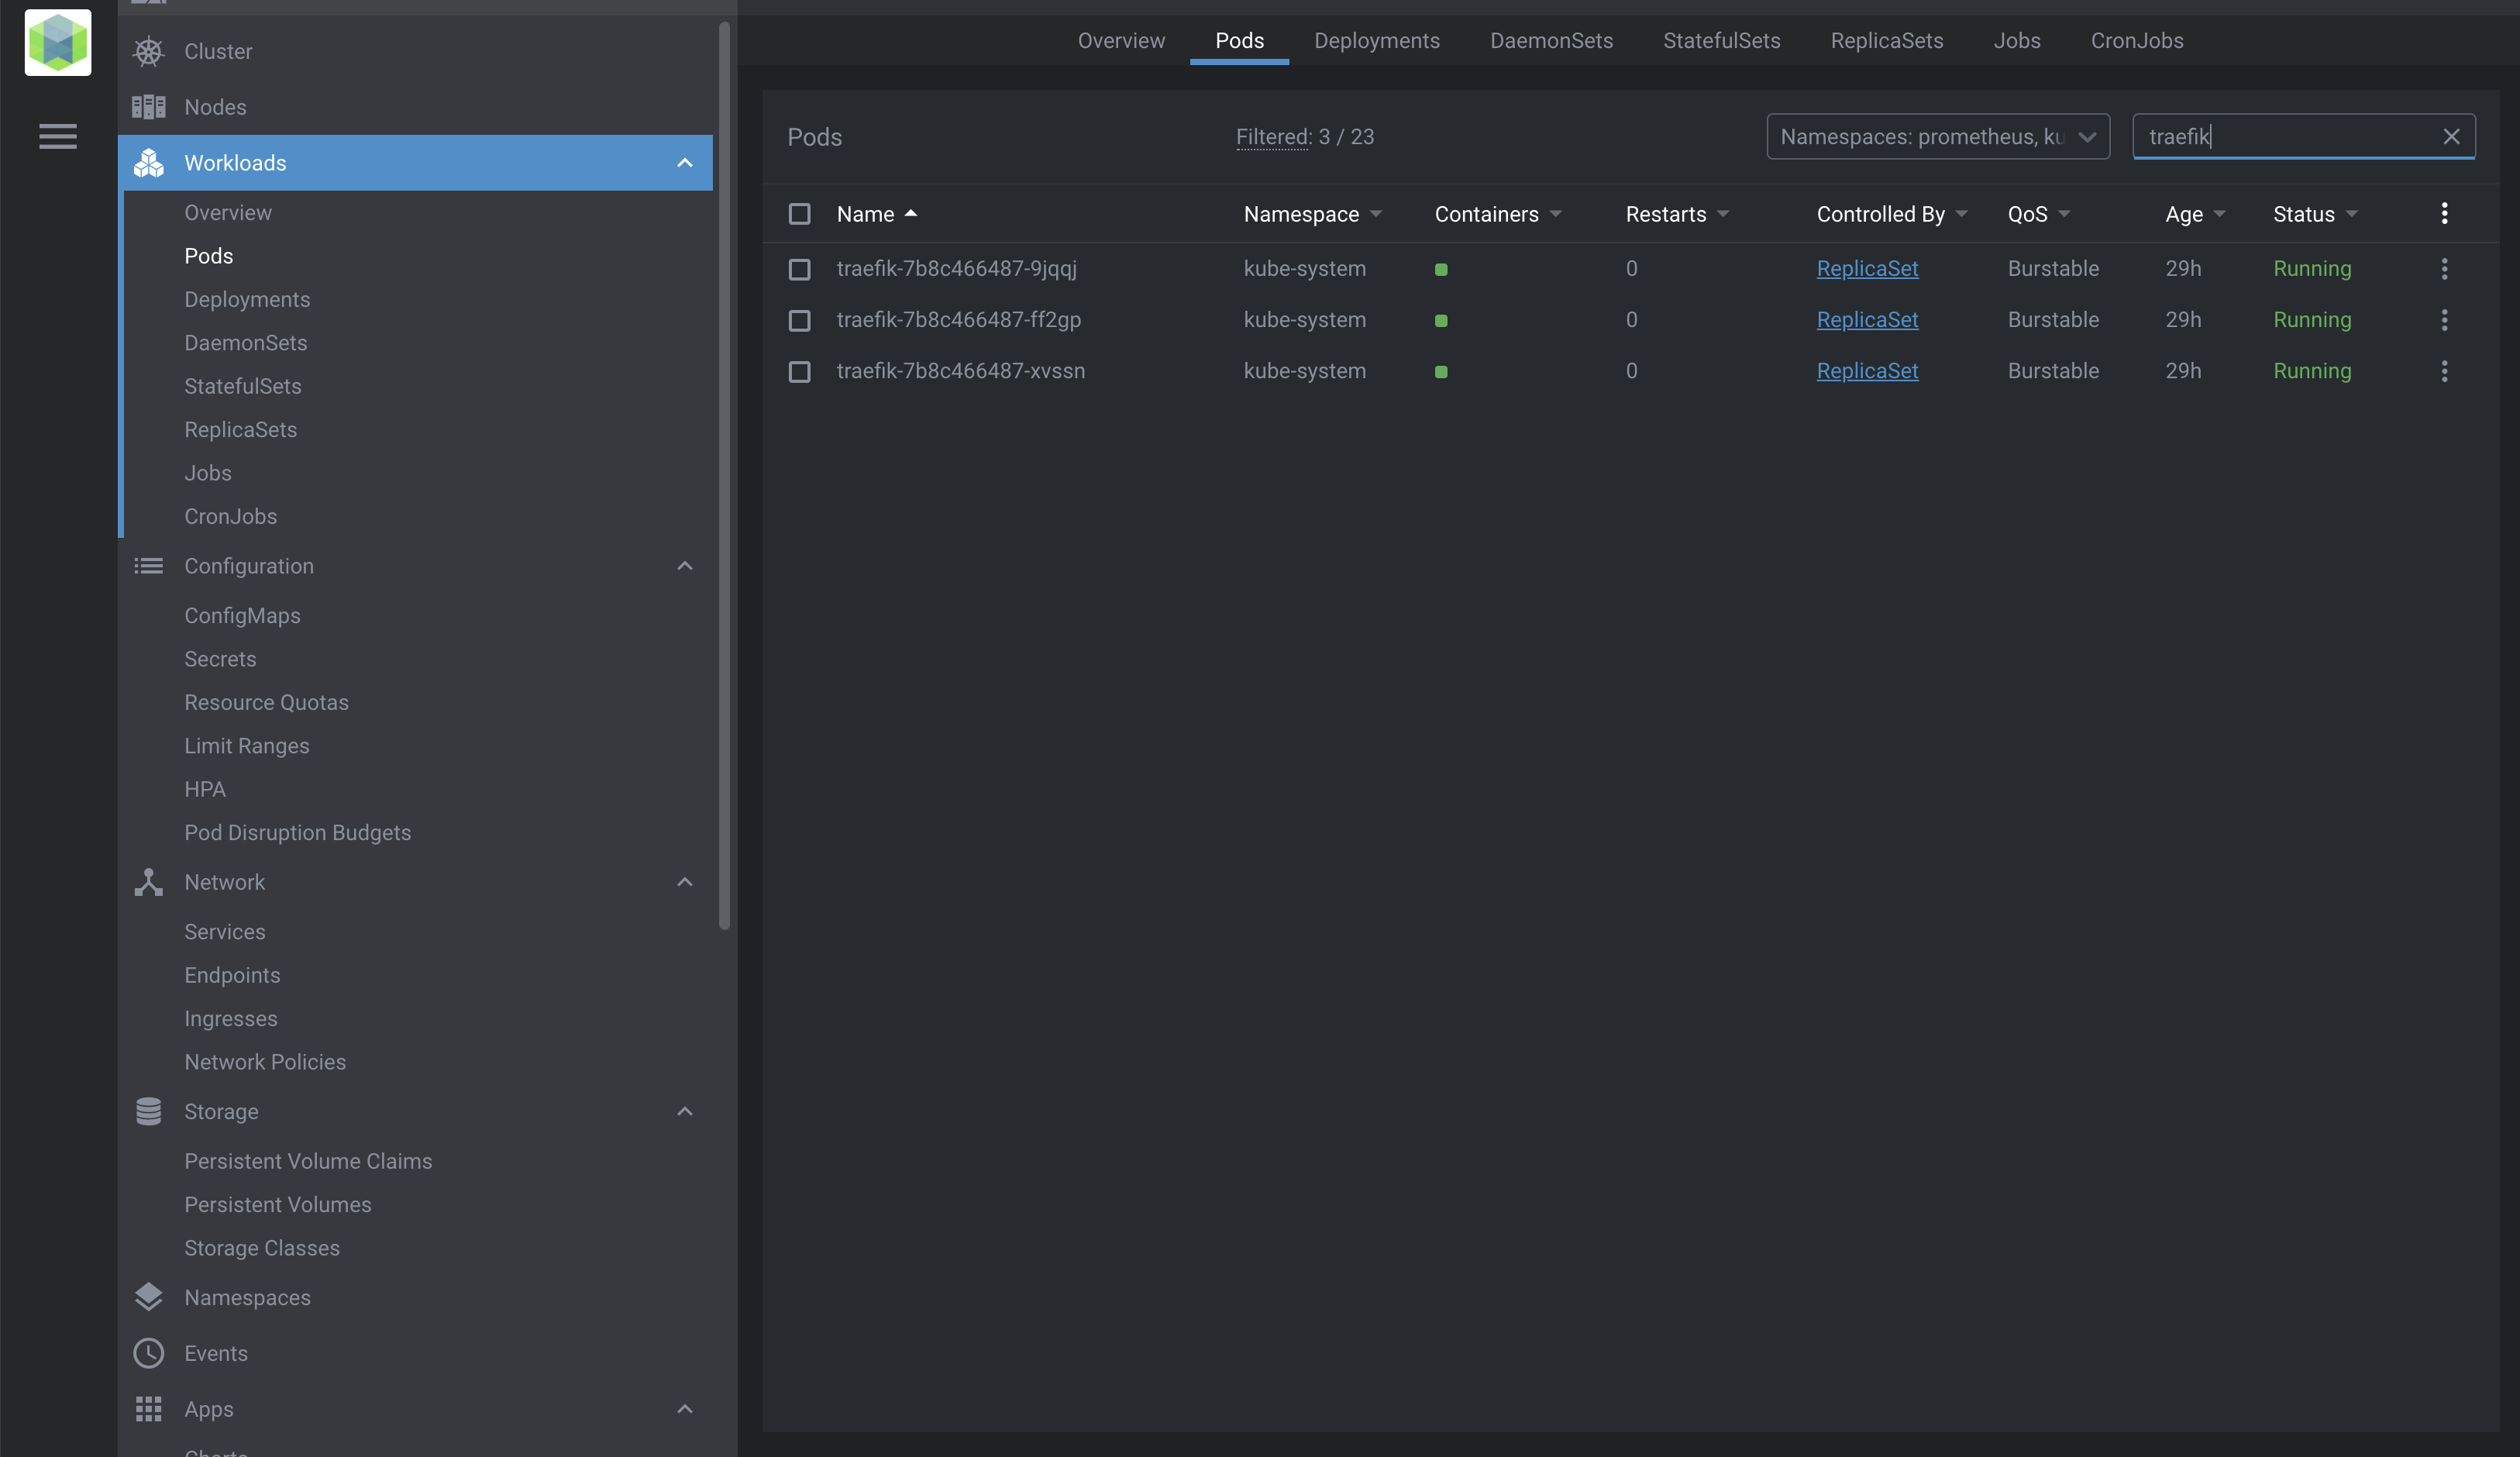 Cluster
Nodes
Workloads
Overview
Pods
Deployments
DaemonSets
StatefulSets
ReplicaSets
Jobs
CronJobs
Configuration
ConfigMaps
Secrets
Resource Quotas
Limit Ranges
HPA
Pod Disruption Budgets
Network
Services
Endpoints
Ingresses
Network Policies
Storage
Persistent Volume Claims
Persistent Volumes
Storage Classes
Namespaces
Events
Apps
Overview Pods Deployments DaemonSets StatefulSets ReplicaSets Jobs CronJobs
Pods Filtered: 3 / 23 Namespaces: prometheus, ku traefik
Name Namespace Containers Restarts Controlled By QoS Age Status
traefik-7b8c466487-9jqqj kube-system 0 ReplicaSet Burstable 29h Running
traefik-7b8c466487-ff2gp kube-system 0 ReplicaSet Burstable 29h Running
traefik-7b8c466487-xvssn kube-system 0 ReplicaSet Burstable 29h Running